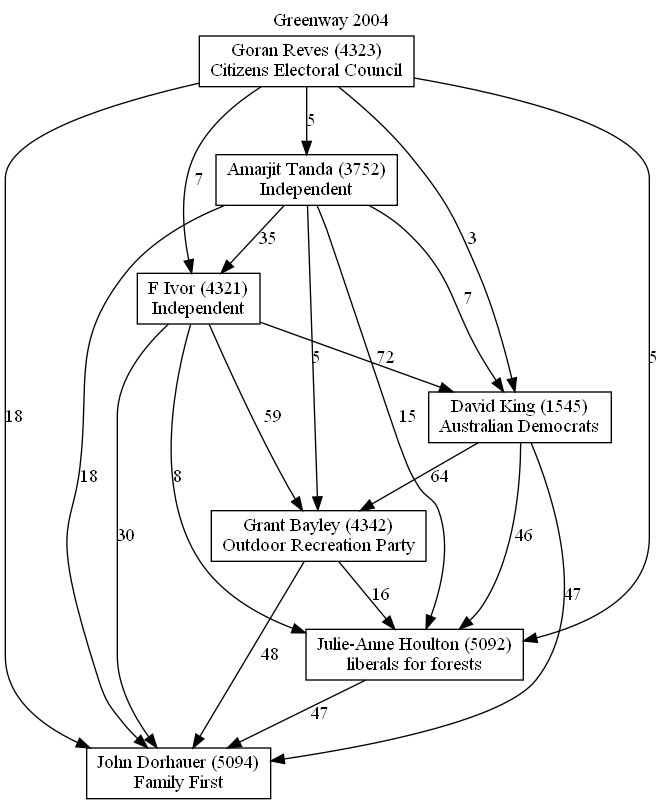 Greenway 2004
Goran Reves (4323)
Citizens Electoral Council
5
Amarjit Tanda (3752)
Independent
7
35
3
F Ivor (4321)
Independent
7
5
72
5
David King (1545)
Australian Democrats
18
59
15
18
8
64
Grant Bayley (4342)
Outdoor Recreation Party
30
46
16
47
Julie-Anne Houlton (5092)
liberals for forests
48
47
John Dorhauer (5094)
Family First